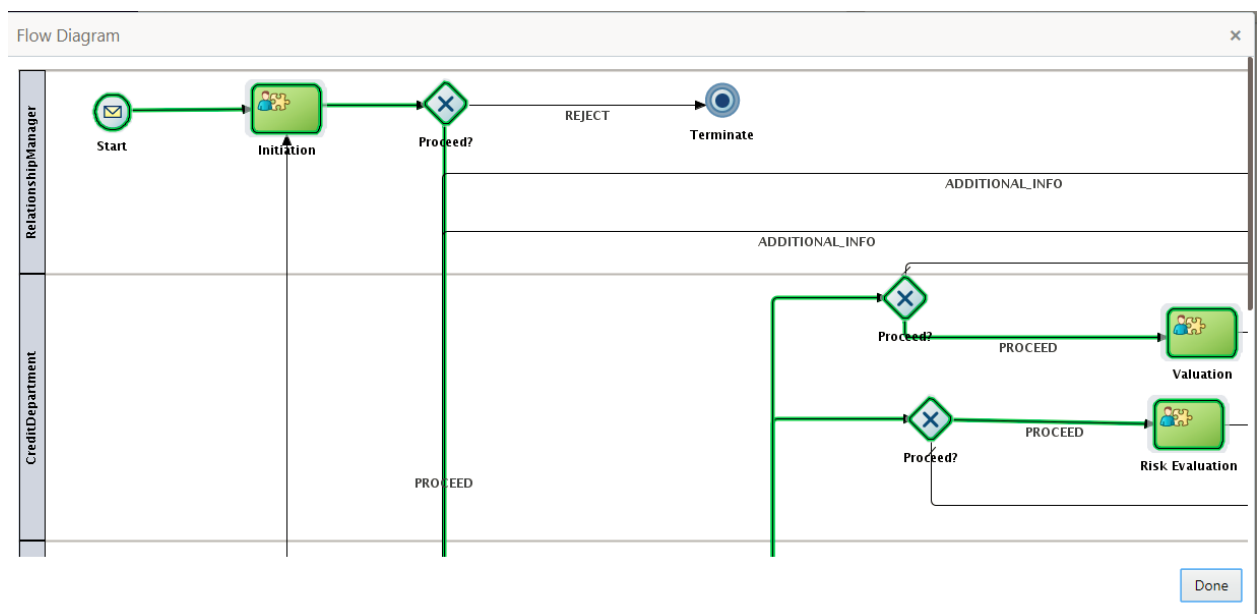 Flow Diagram
×
RelationshipManager
Start
Initiation
Proceed?
REJECT
Terminate
ADDITIONAL_INFO
ADDITIONAL_INFO
CreditDepartment
Proceed?
PROCEED
Valuation
Proceed?
PROCEED
Risk Evaluation
PROCEED
Done